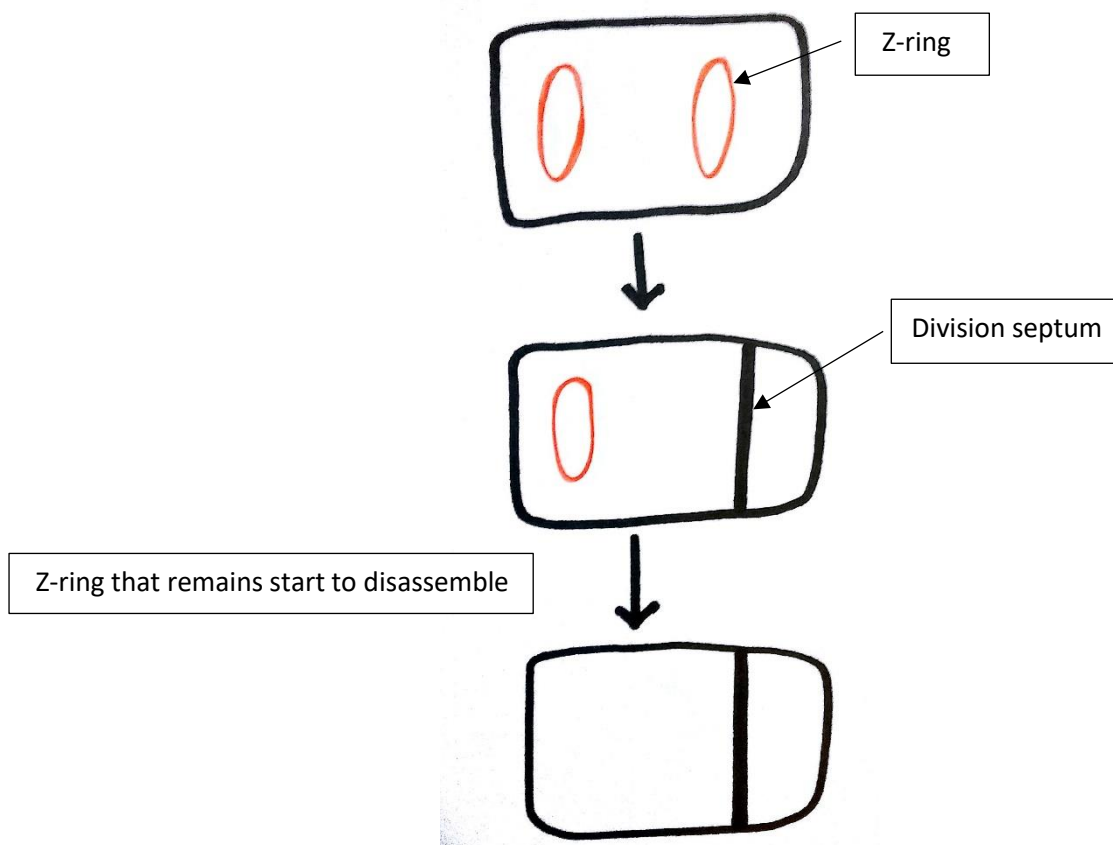 Z-ring
Division septum
Z-ring that remains start to disassemble